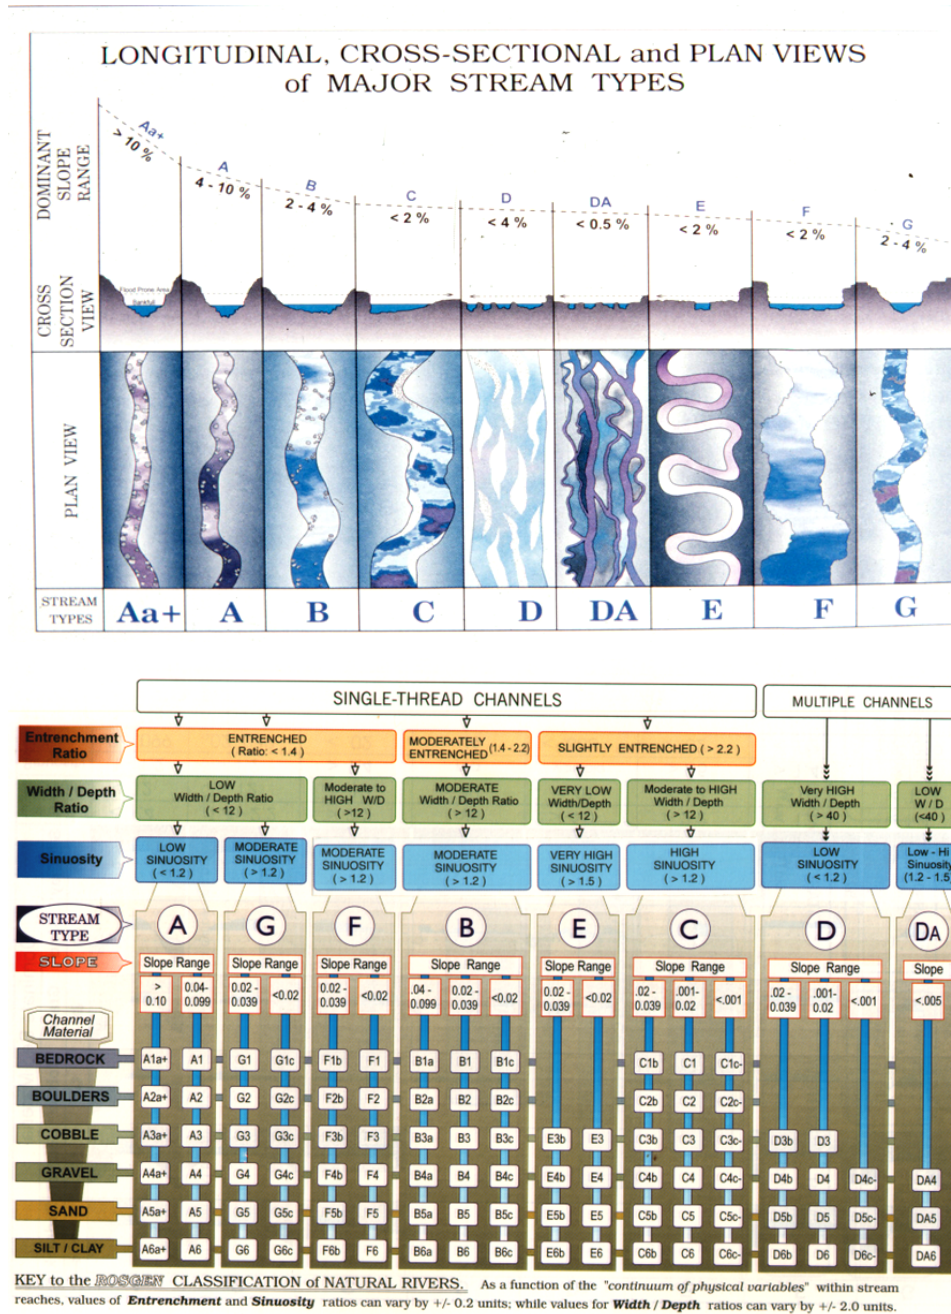 LONGITUDINAL, CROSS-SECTIONAL and PLAN VIEWS
of MAJOR STREAM TYPES
DOMINANT
SLOPE
RANGE
Aa+
> 10 %
A
4 - 10 %
B
2 - 4 %
C
< 2 %
D
< 4 %
DA
< 0.5 %
E
< 2 %
F
< 2 %
G
2 - 4 %
CROSS
SECTION
VIEW
Flood Prone Area
Bankfull
PLAN VIEW
STREAM
TYPES
Aa+ A B C D DA E F G
SINGLE-THREAD CHANNELS
MULTIPLE CHANNELS
Entrenchment
Ratio
ENTRENCHED
( Ratio: < 1.4 )
MODERATELY
ENTRENCHED
(1.4 - 2.2)
SLIGHTLY ENTRENCHED ( > 2.2 )
Width / Depth
Ratio
LOW
Width / Depth Ratio
( < 12 )
Moderate to
HIGH W/D
( >12 )
MODERATE
Width / Depth Ratio
( > 12 )
VERY LOW
Width/Depth
( < 12 )
Moderate to HIGH
Width / Depth
( > 12 )
Very HIGH
Width / Depth
( > 40 )
LOW
W / D
(<40)
Sinuosity
LOW
SINUOSITY
( < 1.2 )
MODERATE
SINUOSITY
( > 1.2 )
MODERATE
SINUOSITY
( > 1.2 )
MODERATE
SINUOSITY
( > 1.2 )
VERY HIGH
SINUOSITY
( > 1.5 )
HIGH
SINUOSITY
( > 1.2 )
LOW
SINUOSITY
( < 1.2 )
Low - Hi
Sinuosity
(1.2 - 1.5)
STREAM
TYPE
A G F B E C D DA
SLOPE
Slope Range Slope Range Slope Range Slope Range Slope Range Slope Range Slope Range Slope
> 0.10 0.04-0.099 0.02-0.039 <0.02 0.02-0.039 <0.02 .04-0.099 0.02-0.039 <0.02 0.02-0.039 <0.02 .02-0.039 .001-0.02 <.001 .02-0.039 .001-0.02 <.001 <.005
Channel
Material
BEDROCK A1a+ A1 G1 G1c F1b F1 B1a B1 B1c C1b C1 C1c-
BOULDERS A2a+ A2 G2 G2c F2b F2 B2a B2 B2c C2b C2 C2c-
COBBLE A3a+ A3 G3 G3c F3b F3 B3a B3 B3c E3b E3 C3b C3 C3c- D3b D3
GRAVEL A4a+ A4 G4 G4c F4b F4 B4a B4 B4c E4b E4 C4b C4 C4c- D4b D4 D4c- DA4
SAND A5a+ A5 G5 G5c F5b F5 B5a B5 B5c E5b E5 C5b C5 C5c- D5b D5 D5c- DA5
SILT / CLAY A6a+ A6 G6 G6c F6b F6 B6a B6 B6c E6b E6 C6b C6 C6c- D6b D6 D6c- DA6
KEY to the ROSGEN CLASSIFICATION of NATURAL RIVERS. As a function of the "continuum of physical variables" within stream
reaches, values of Entrenchment and Sinuosity ratios can vary by +/- 0.2 units; while values for Width / Depth ratios can vary by +/- 2.0 units.